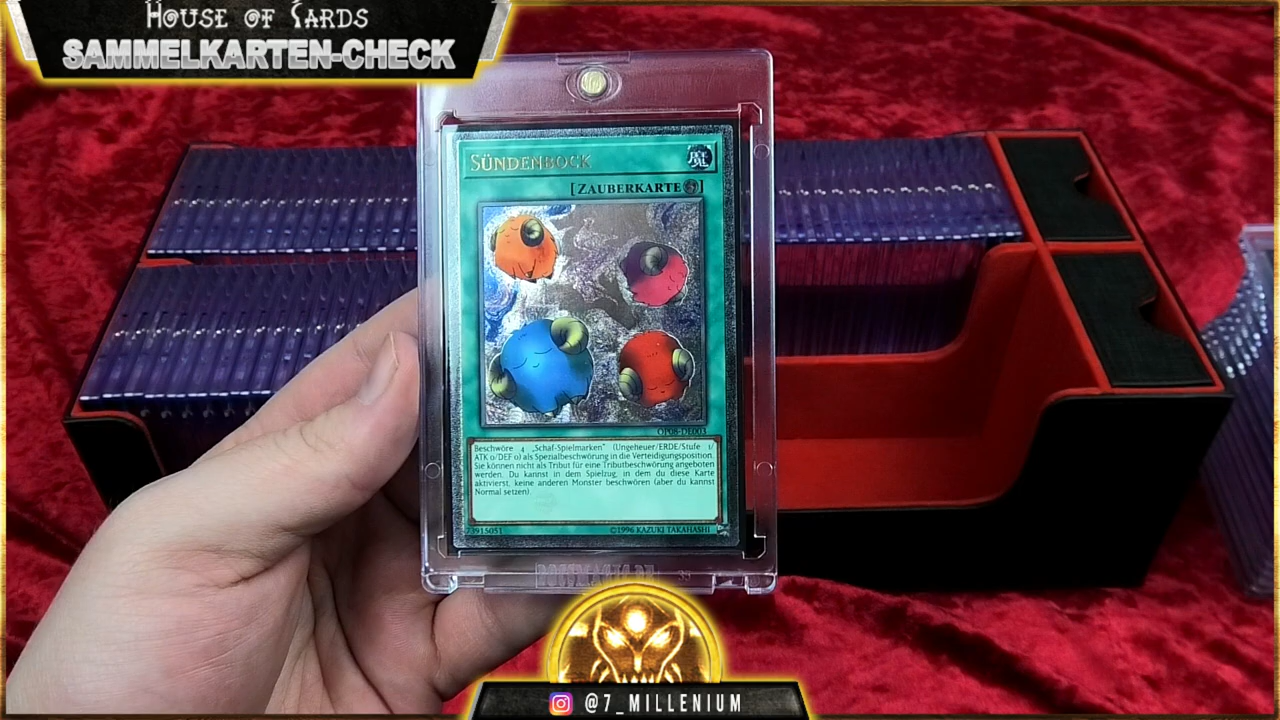 House of Cards
SAMMELKARTEN-CHECK
SÜNDENBOCK
魔
[ZAUBERKARTE]
OP08-DE003
Beschwöre 4 „Schaf-Spielmarken" (Ungeheuer/ERDE/Stufe 1/
ATK 0/DEF 0) als Spezialbeschwörung in die Verteidigungsposition.
Sie können nicht als Tribut für eine Tributbeschwörung angeboten
werden. Du kannst in dem Spielzug, in dem du diese Karte
aktivierst, keine anderen Monster beschwören (aber du kannst
Normal setzen).
73915051
©1996 KAZUKI TAKAHASHI
35
@7_MILLENIUM